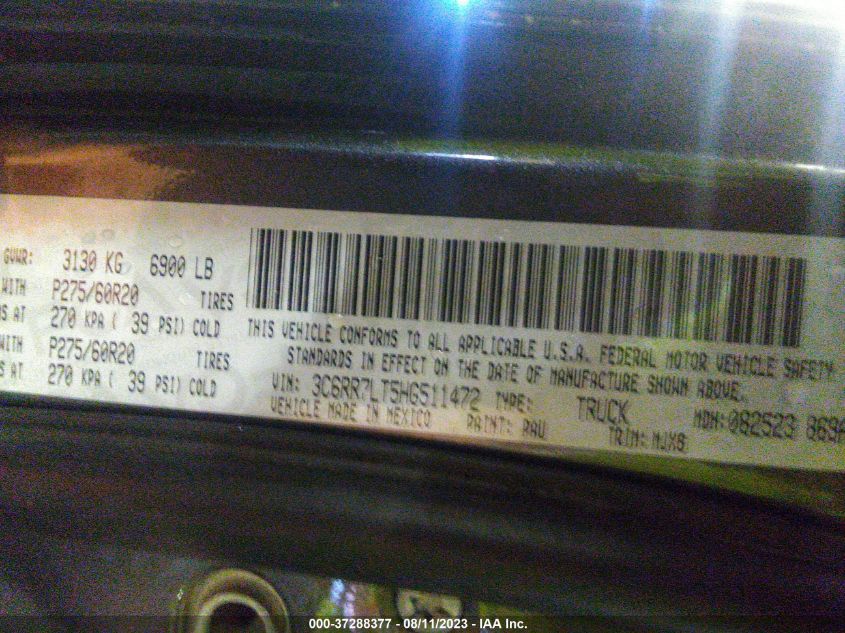 GVWR: 3130 KG 6900 LB
WITH P275/60R20 TIRES
S AT 270 KPA ( 39 PSI) COLD
WITH P275/60R20 TIRES
S AT 270 KPA ( 39 PSI) COLD
THIS VEHICLE CONFORMS TO ALL APPLICABLE U.S.A. FEDERAL MOTOR VEHICLE SAFETY
STANDARDS IN EFFECT ON THE DATE OF MANUFACTURE SHOWN ABOVE.
VIN: 3C6RR7LT5HG511472 TYPE: TRUCK MDH: 082523
VEHICLE MADE IN MEXICO PAINT: PAU TRIM: MJX8
000-37288377 - 08/11/2023 - IAA Inc.